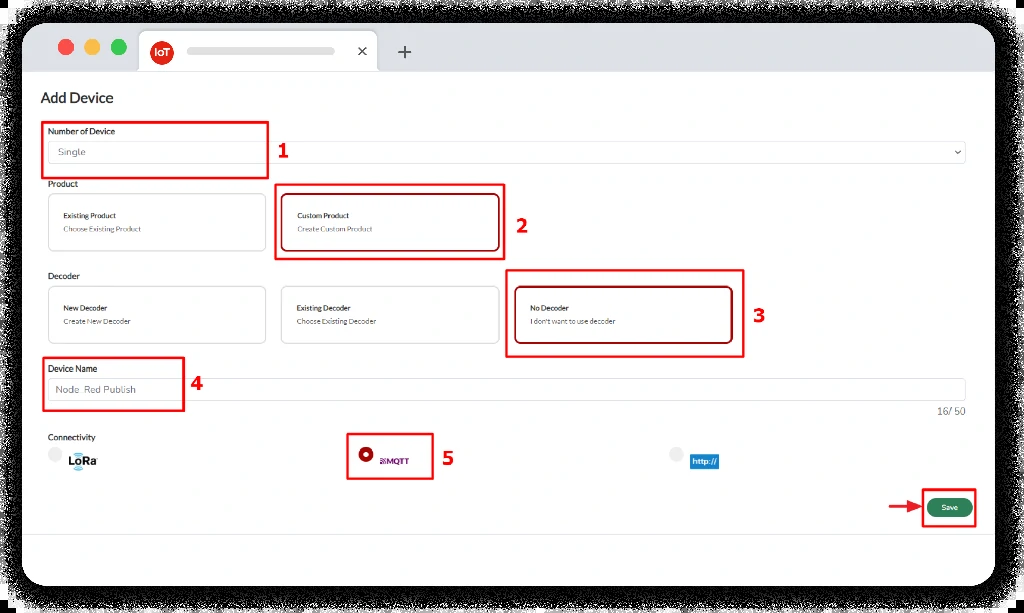 IoT
Add Device
Number of Device
Single
1
Product
Existing Product
Choose Existing Product
Custom Product
Create Custom Product
2
Decoder
New Decoder
Create New Decoder
Existing Decoder
Choose Existing Decoder
No Decoder
I don't want to use decoder
3
Device Name
Node: Red Publish
4
16/ 50
Connectivity
LoRa
MQTT
5
http://
Save